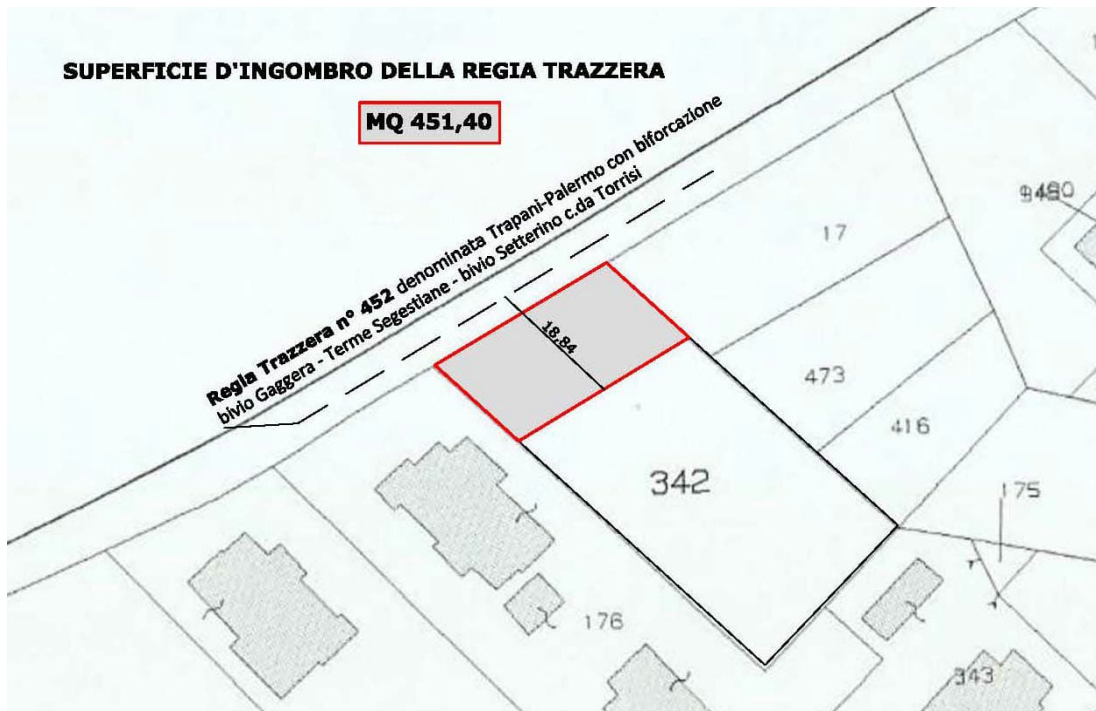 SUPERFICIE D'INGOMBRO DELLA REGIA TRAZZERA
MQ 451,40
Regia Trazzera n° 452 denominata Trapani-Palermo con biforcazione
bivio Gaggera - Terme Segestiane - bivio Setterino c.da Torrisi
18,84
17
473
416
342
175
176
343